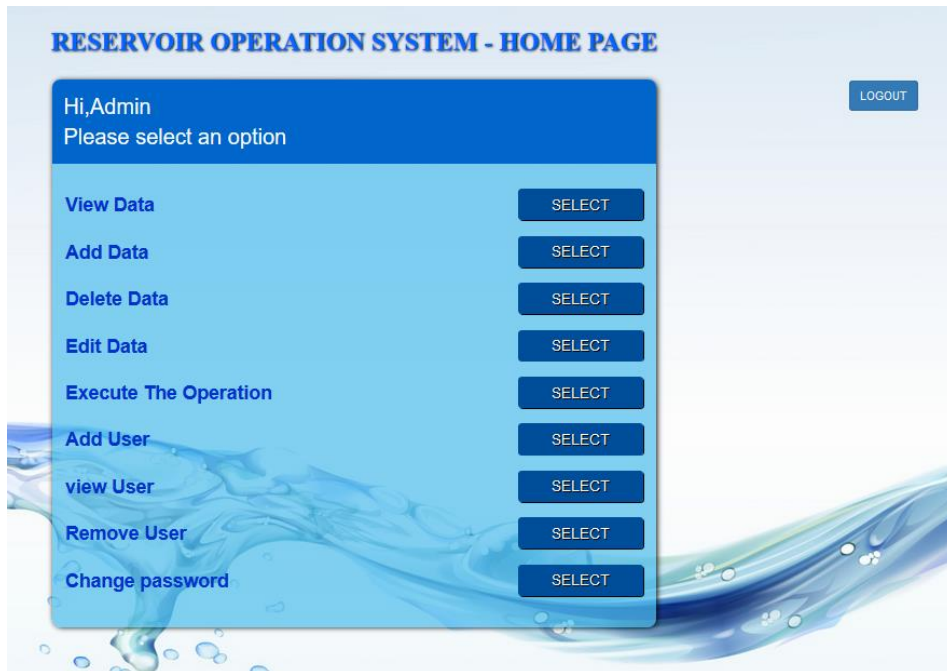 RESERVOIR OPERATION SYSTEM - HOME PAGE
LOGOUT
Hi,Admin
Please select an option
View Data SELECT
Add Data SELECT
Delete Data SELECT
Edit Data SELECT
Execute The Operation SELECT
Add User SELECT
view User SELECT
Remove User SELECT
Change password SELECT